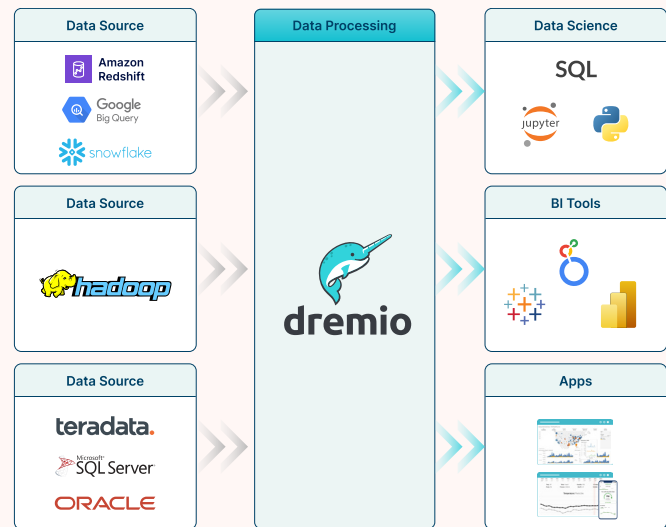 Data Source
Amazon
Redshift
Google
Big Query
snowflake
Data Source
hadoop
Data Source
teradata.
Microsoft
SQL Server
ORACLE
Data Processing
dremio
Data Science
SQL
jupyter
BI Tools
Apps